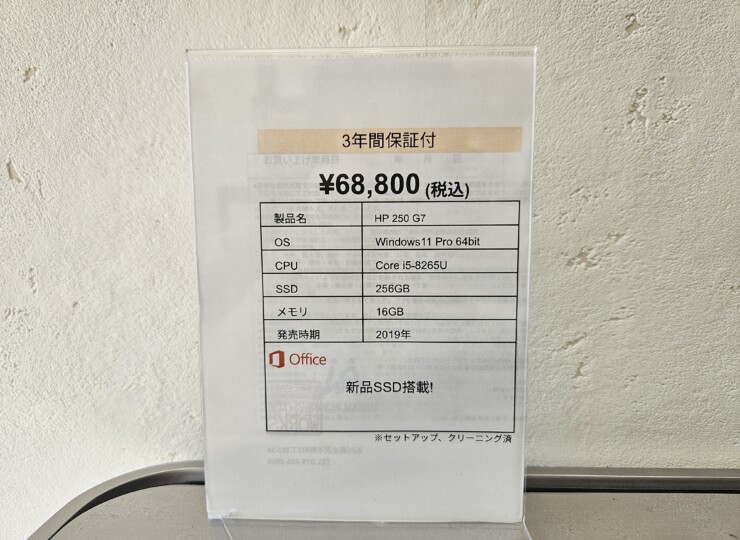 3年間保証付
¥68,800 (税込)
製品名 HP 250 G7
OS Windows11 Pro 64bit
CPU Core i5-8265U
SSD 256GB
メモリ 16GB
発売時期 2019年
Office
新品SSD搭載!
※セットアップ、クリーニング済